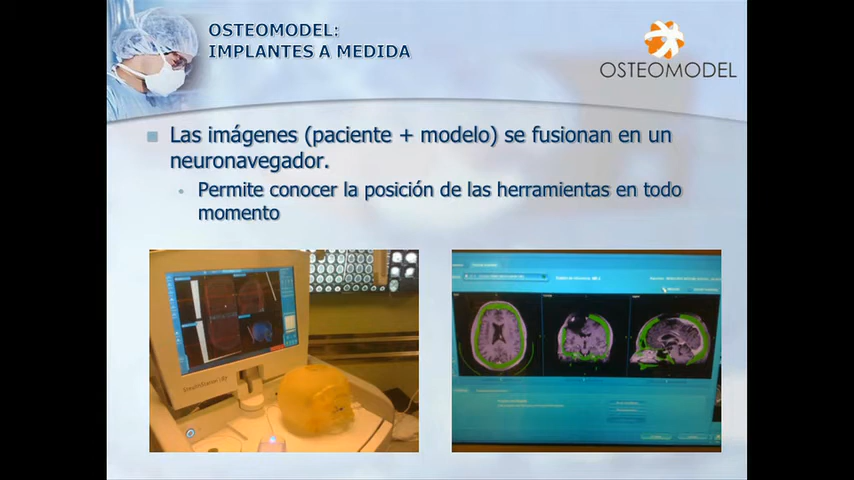 OSTEOMODEL:
IMPLANTES A MEDIDA
OSTEOMODEL
Las imágenes (paciente + modelo) se fusionan en un
neuronavegador.
Permite conocer la posición de las herramientas en todo
momento